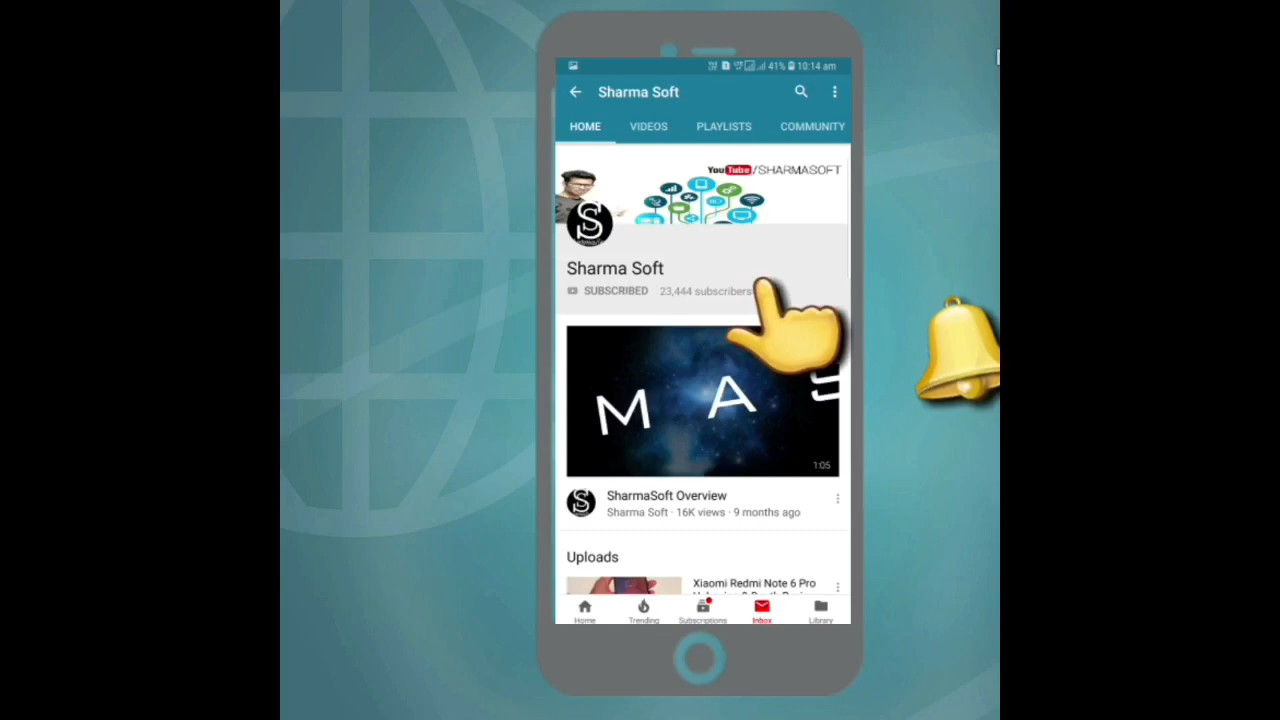 41% 10:14 am
Sharma Soft
HOME VIDEOS PLAYLISTS COMMUNITY
YouTube/SHARMASOFT
S
Sharma Soft
SUBSCRIBED 23,444 subscribers
M A S
1:05
S
SharmaSoft Overview
Sharma Soft · 16K views · 9 months ago
Uploads
Xiaomi Redmi Note 6 Pro
Home Trending Subscriptions Inbox Library